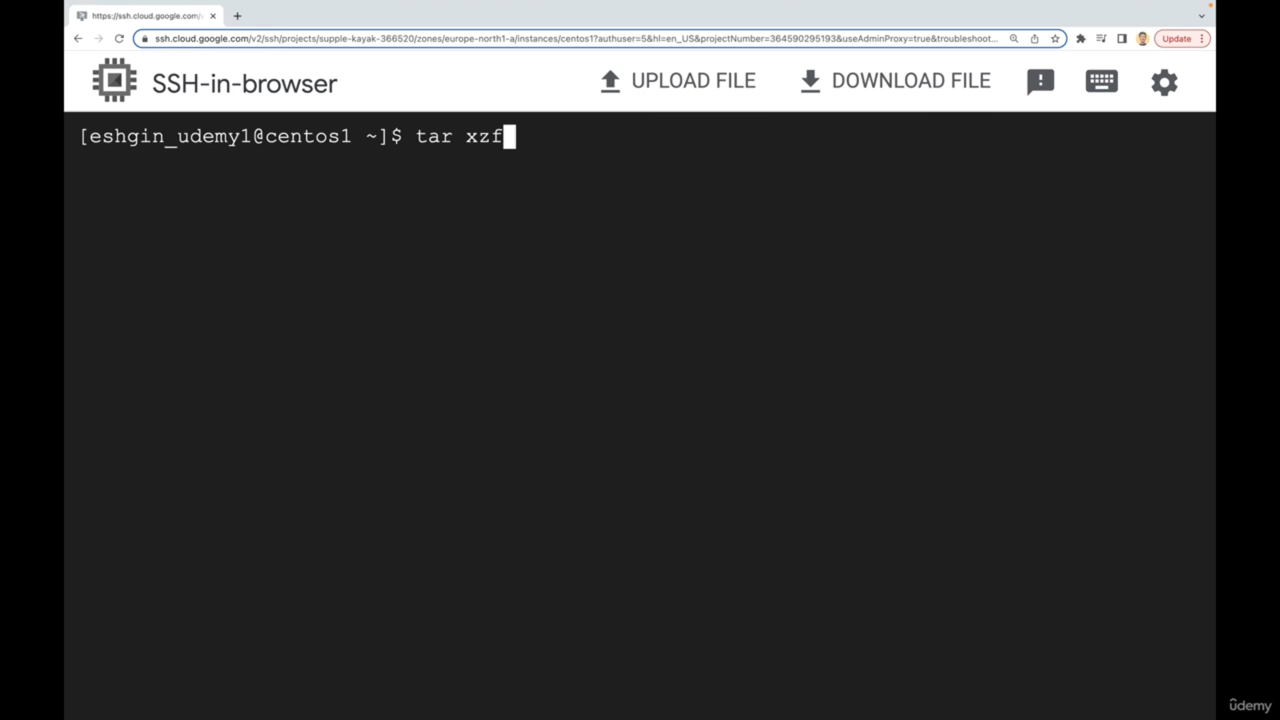 https://ssh.cloud.google.com/v
ssh.cloud.google.com/v2/ssh/projects/supple-kayak-366520/zones/europe-north1-a/instances/centos1?authuser=5&hl=en_US&projectNumber=364590295193&useAdminProxy=true&troubleshoot...
Update
SSH-in-browser
UPLOAD FILE
DOWNLOAD FILE
[eshgin_udemy1@centos1 ~]$ tar xzf
ûdemy